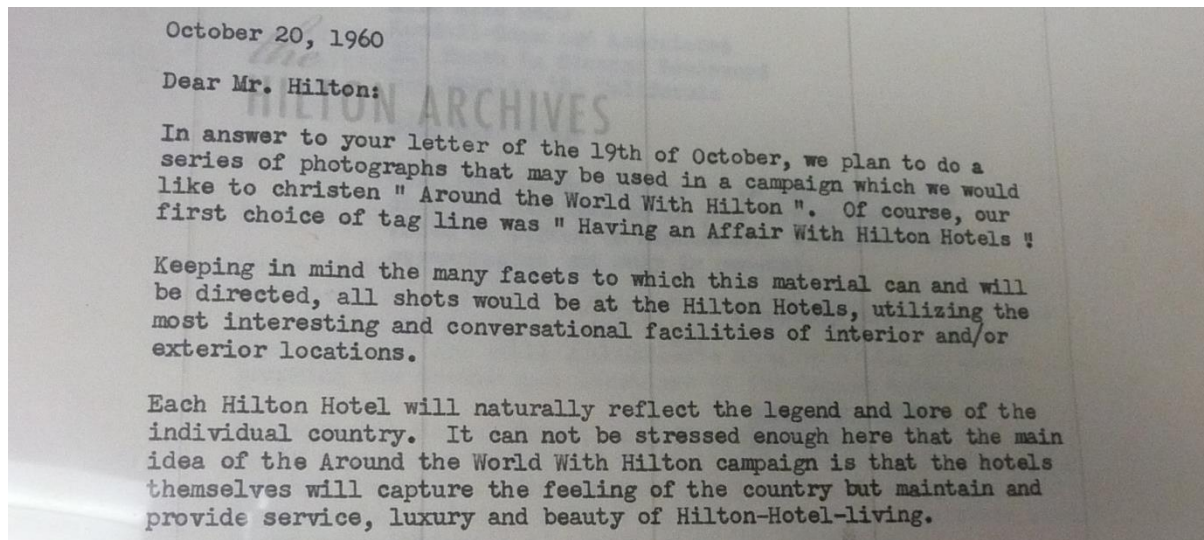 October 20, 1960
the
HILTON ARCHIVES
Dear Mr. Hilton:
In answer to your letter of the 19th of October, we plan to do a
series of photographs that may be used in a campaign which we would
like to christen " Around the World With Hilton ". Of course, our
first choice of tag line was " Having an Affair With Hilton Hotels "!
Keeping in mind the many facets to which this material can and will
be directed, all shots would be at the Hilton Hotels, utilizing the
most interesting and conversational facilities of interior and/or
exterior locations.
Each Hilton Hotel will naturally reflect the legend and lore of the
individual country. It can not be stressed enough here that the main
idea of the Around the World With Hilton campaign is that the hotels
themselves will capture the feeling of the country but maintain and
provide service, luxury and beauty of Hilton-Hotel-living.